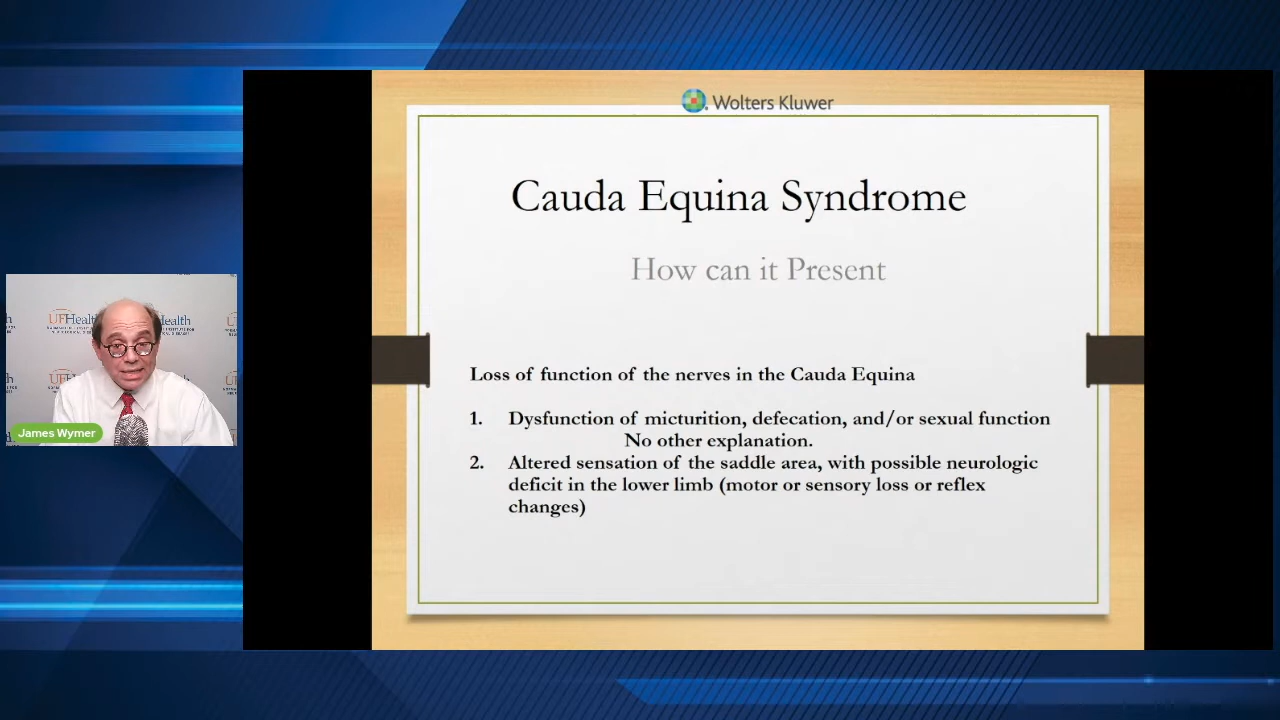 Wolters Kluwer
Cauda Equina Syndrome
How can it Present
Loss of function of the nerves in the Cauda Equina
1. Dysfunction of micturition, defecation, and/or sexual function
No other explanation.
2. Altered sensation of the saddle area, with possible neurologic
deficit in the lower limb (motor or sensory loss or reflex
changes)
UFHealth
Health
James Wymer